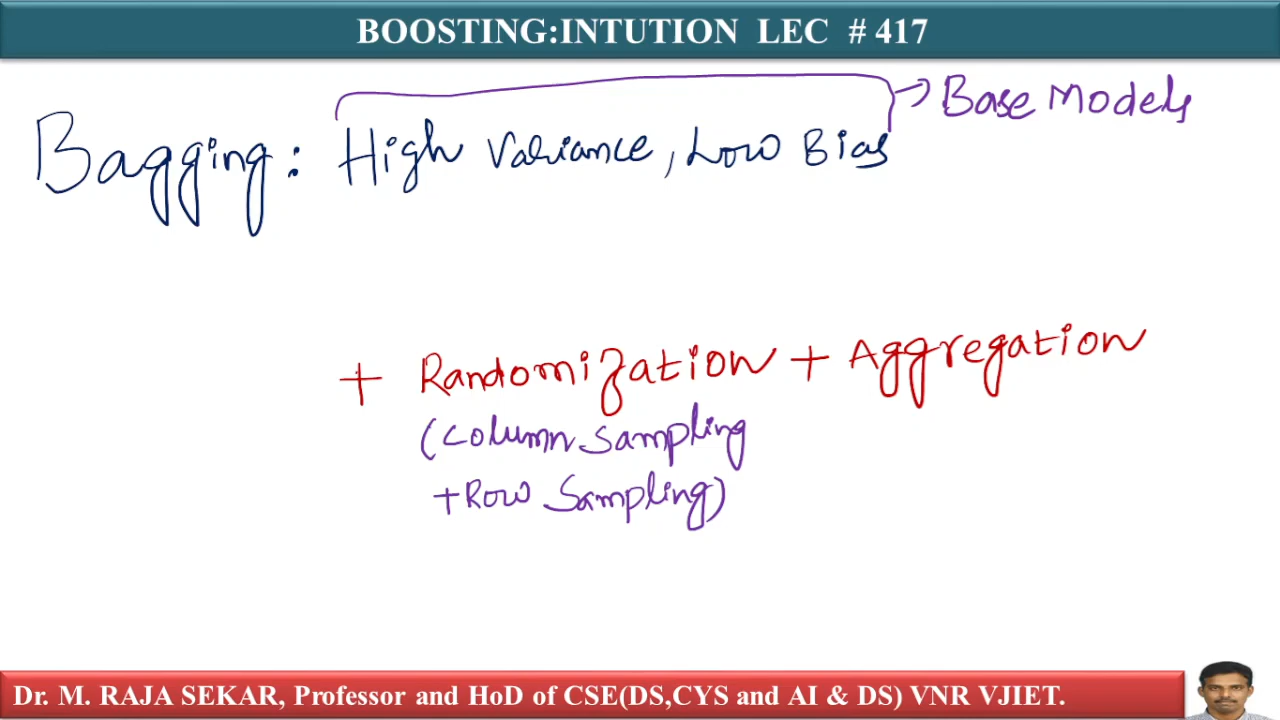 BOOSTING:INTUTION LEC # 417
Base Models
Bagging: High Variance, Low Bias
+ Randomization + Aggregation
(Column Sampling
+Row Sampling)
Dr. M. RAJA SEKAR, Professor and HoD of CSE(DS,CYS and AI & DS) VNR VJIET.